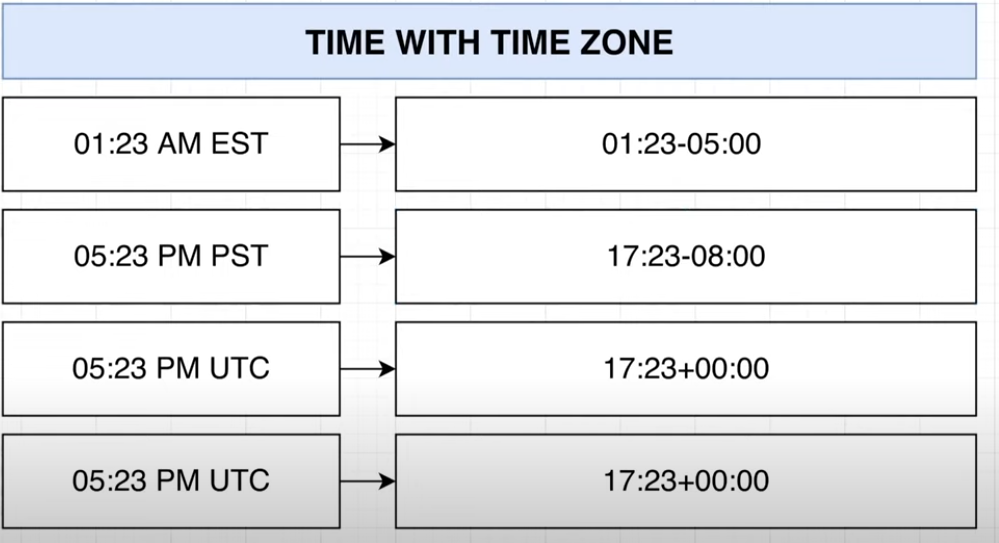 TIME WITH TIME ZONE
01:23 AM EST
01:23-05:00
05:23 PM PST
17:23-08:00
05:23 PM UTC
17:23+00:00
05:23 PM UTC
17:23+00:00